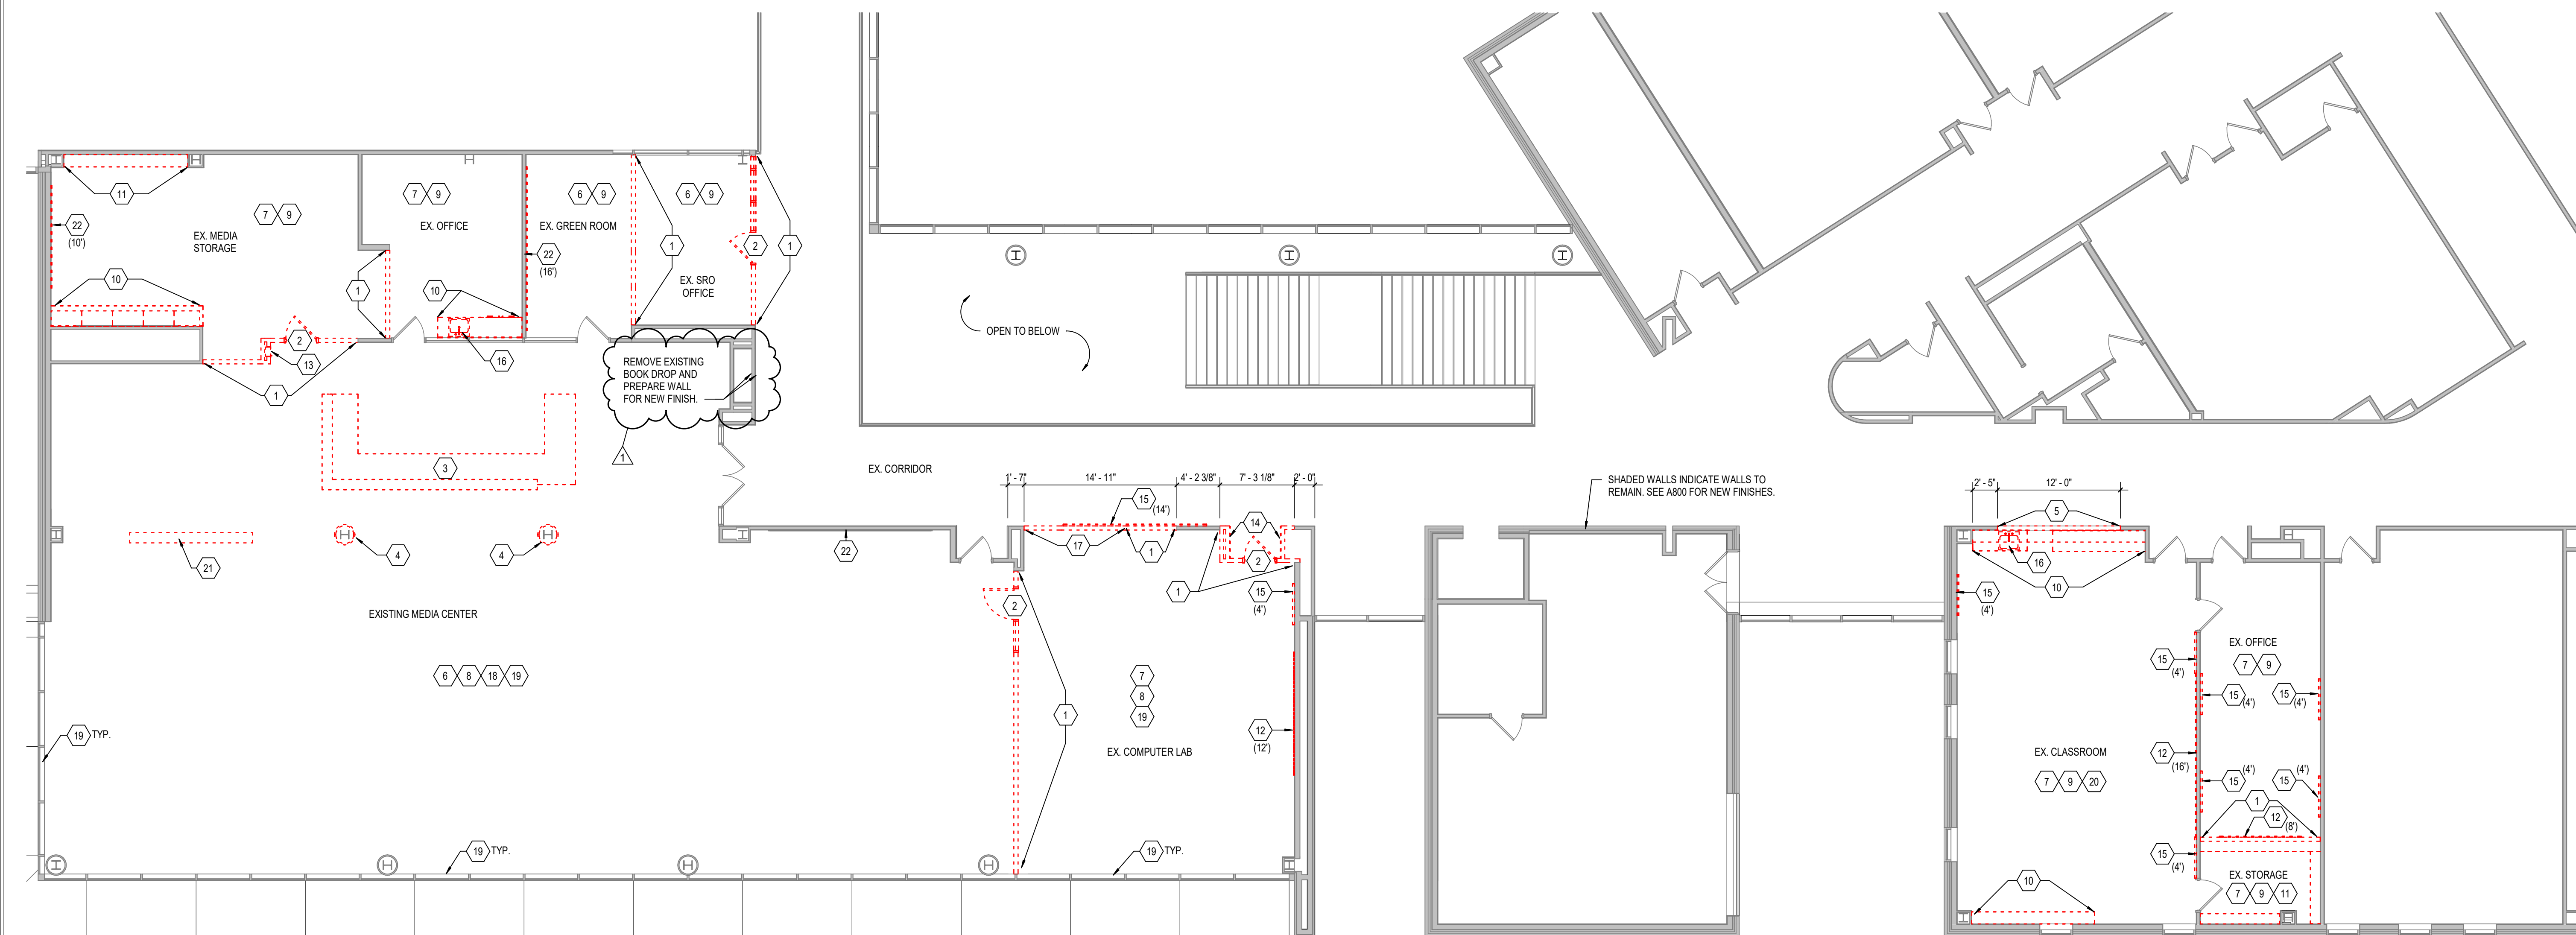 11
22
(10')
7 9
EX. MEDIA
STORAGE
10
1
2
13
1
7 9
EX. OFFICE
10
16
6 9
EX. GREEN ROOM
22
(16')
1
6 9
2
1
EX. SRO
OFFICE
REMOVE EXISTING
BOOK DROP AND
PREPARE WALL
FOR NEW FINISH.
1
3
21
4
4
EXISTING MEDIA CENTER
6 8 18 19
19 TYP.
19 TYP.
22
OPEN TO BELOW
EX. CORRIDOR
1' - 7"
14' - 11"
4' - 2 3/8"
7' - 3 1/8"
2' - 0"
15
(14')
17
1
14
2
1
15
(4')
2
1
7
8
19
EX. COMPUTER LAB
12
(12')
19 TYP.
SHADED WALLS INDICATE WALLS TO
REMAIN. SEE A800 FOR NEW FINISHES.
2' - 5"
12' - 0"
5
16
10
15
(4')
EX. CLASSROOM
7 9 20
15
(4')
12
(16')
15
(4')
10
EX. OFFICE
7 9
15
(4')
15
(4')
15
(4')
15
(4')
1
12
(8')
EX. STORAGE
7 9 11